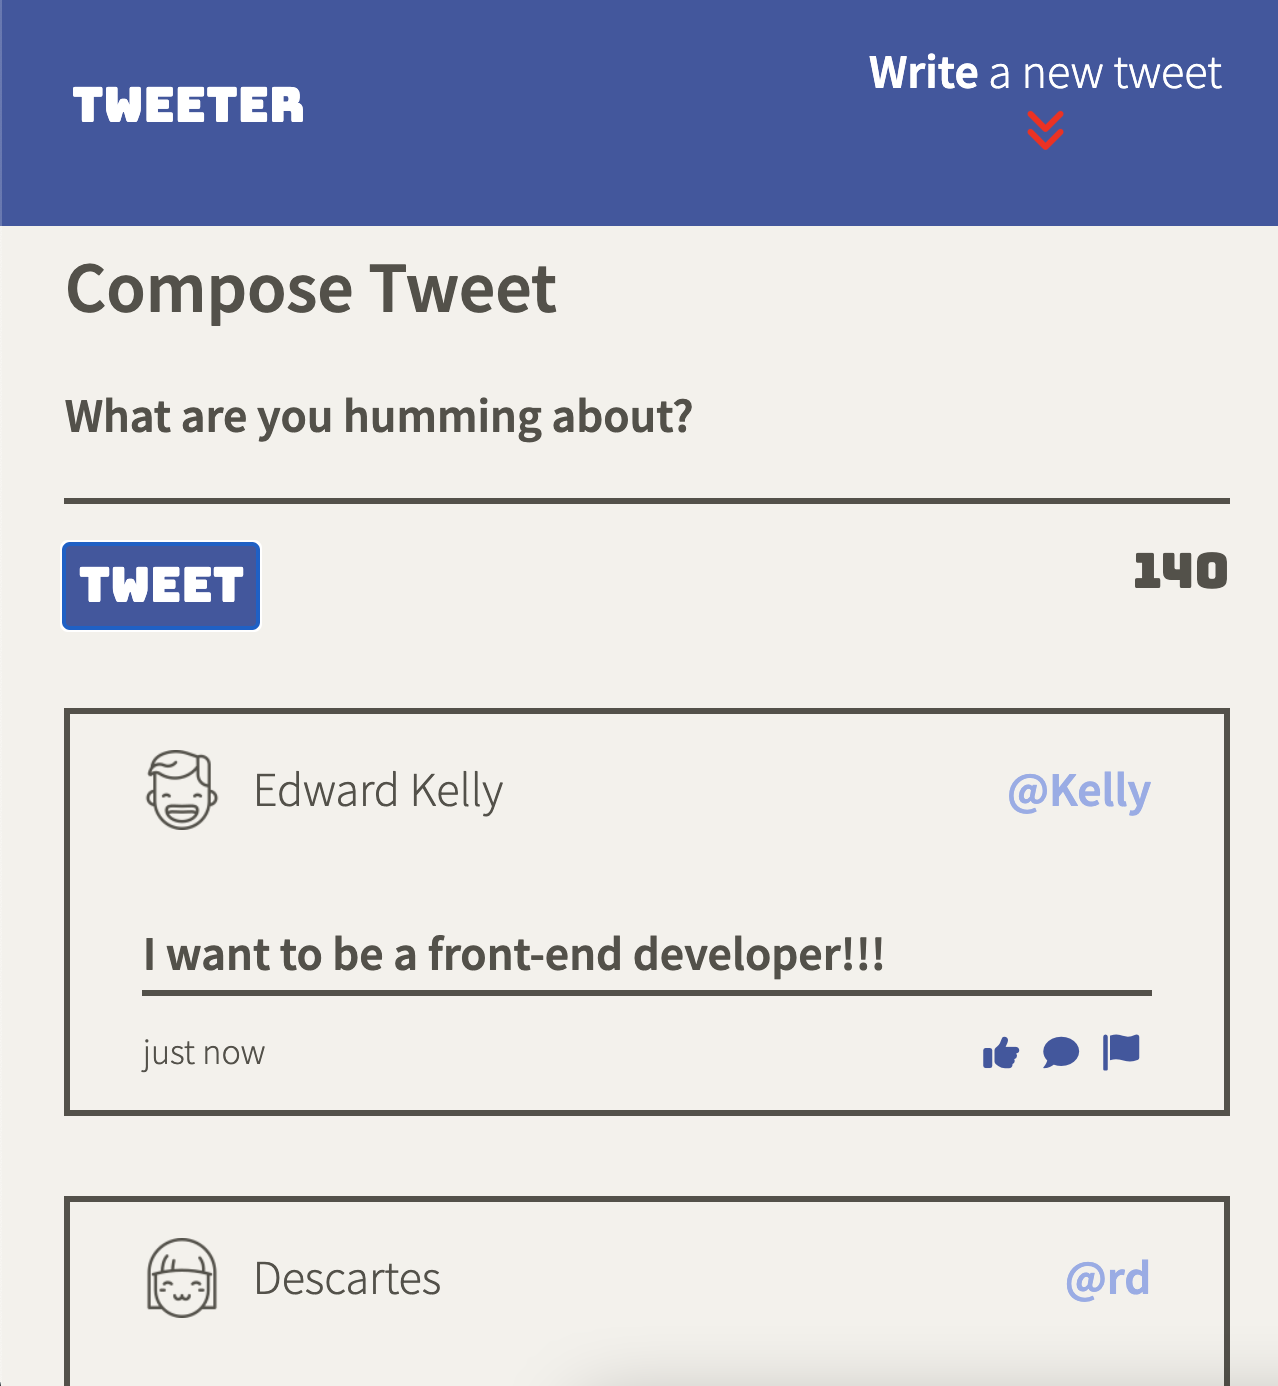 TWEETER
Write a new tweet
Compose Tweet
What are you humming about?
TWEET
140
Edward Kelly
@Kelly
I want to be a front-end developer!!!
just now
Descartes
@rd